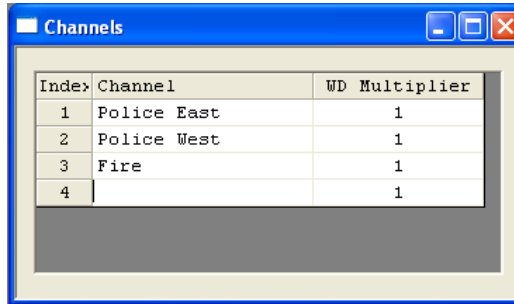 Channels
Index Channel WD Multiplier
1 Police East 1
2 Police West 1
3 Fire 1
4 1